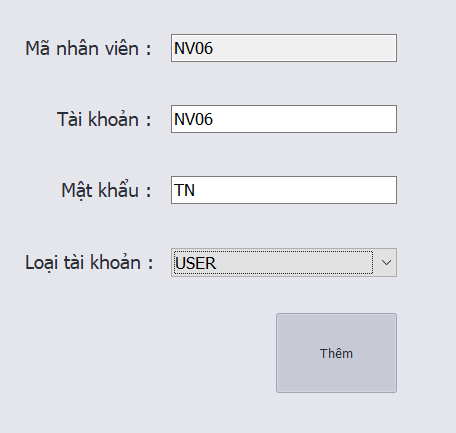 Mã nhân viên : NV06
Tài khoản : NV06
Mật khẩu : TN
Loại tài khoản : USER
Thêm